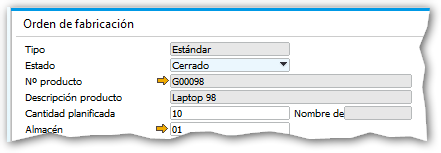 Orden de fabricación
Tipo Estándar
Estado Cerrado
Nº producto G00098
Descripción producto Laptop 98
Cantidad planificada 10 Nombre de
Almacén 01